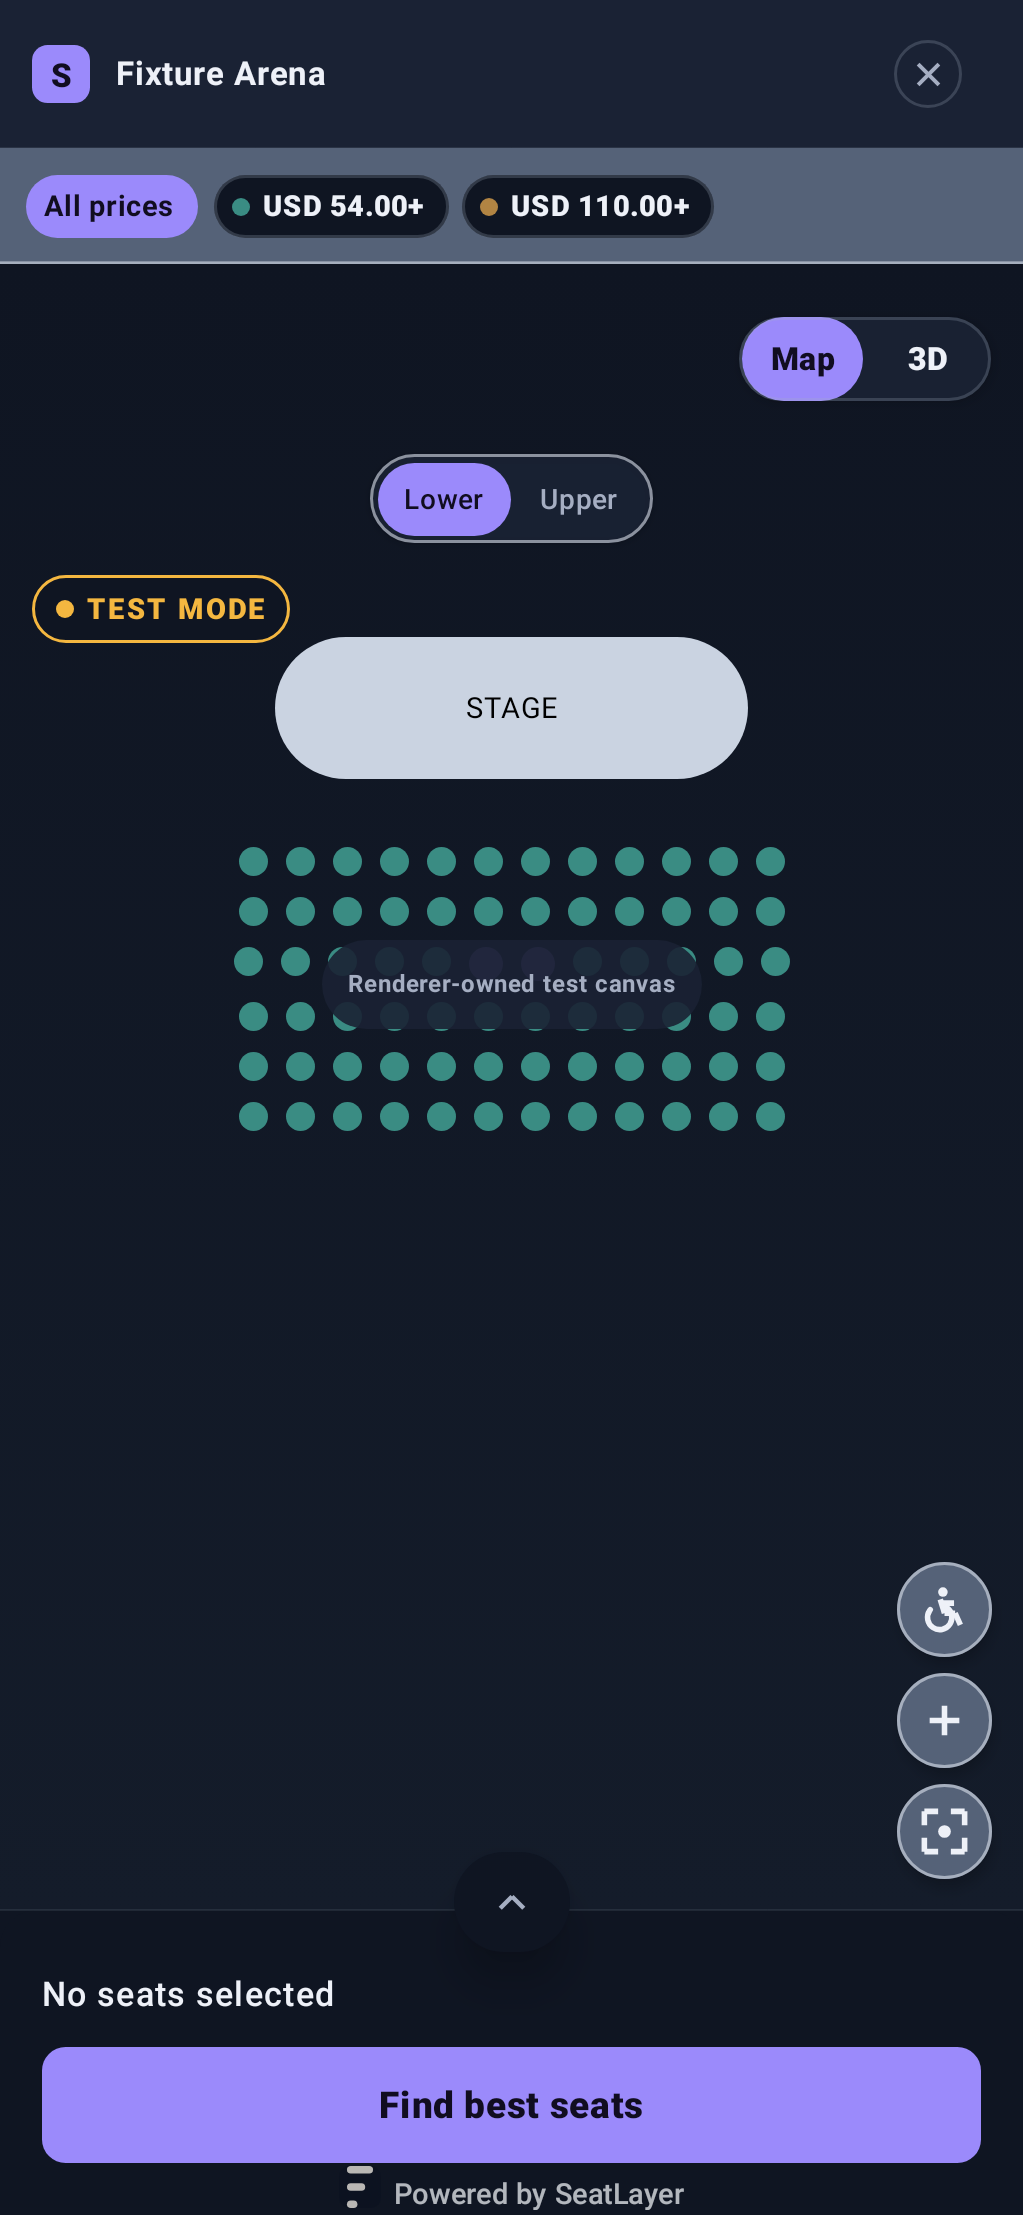 S Fixture Arena
All prices USD 54.00+ USD 110.00+
Map 3D
Lower Upper
TEST MODE
STAGE
Renderer-owned test canvas
No seats selected
Find best seats
Powered by SeatLayer